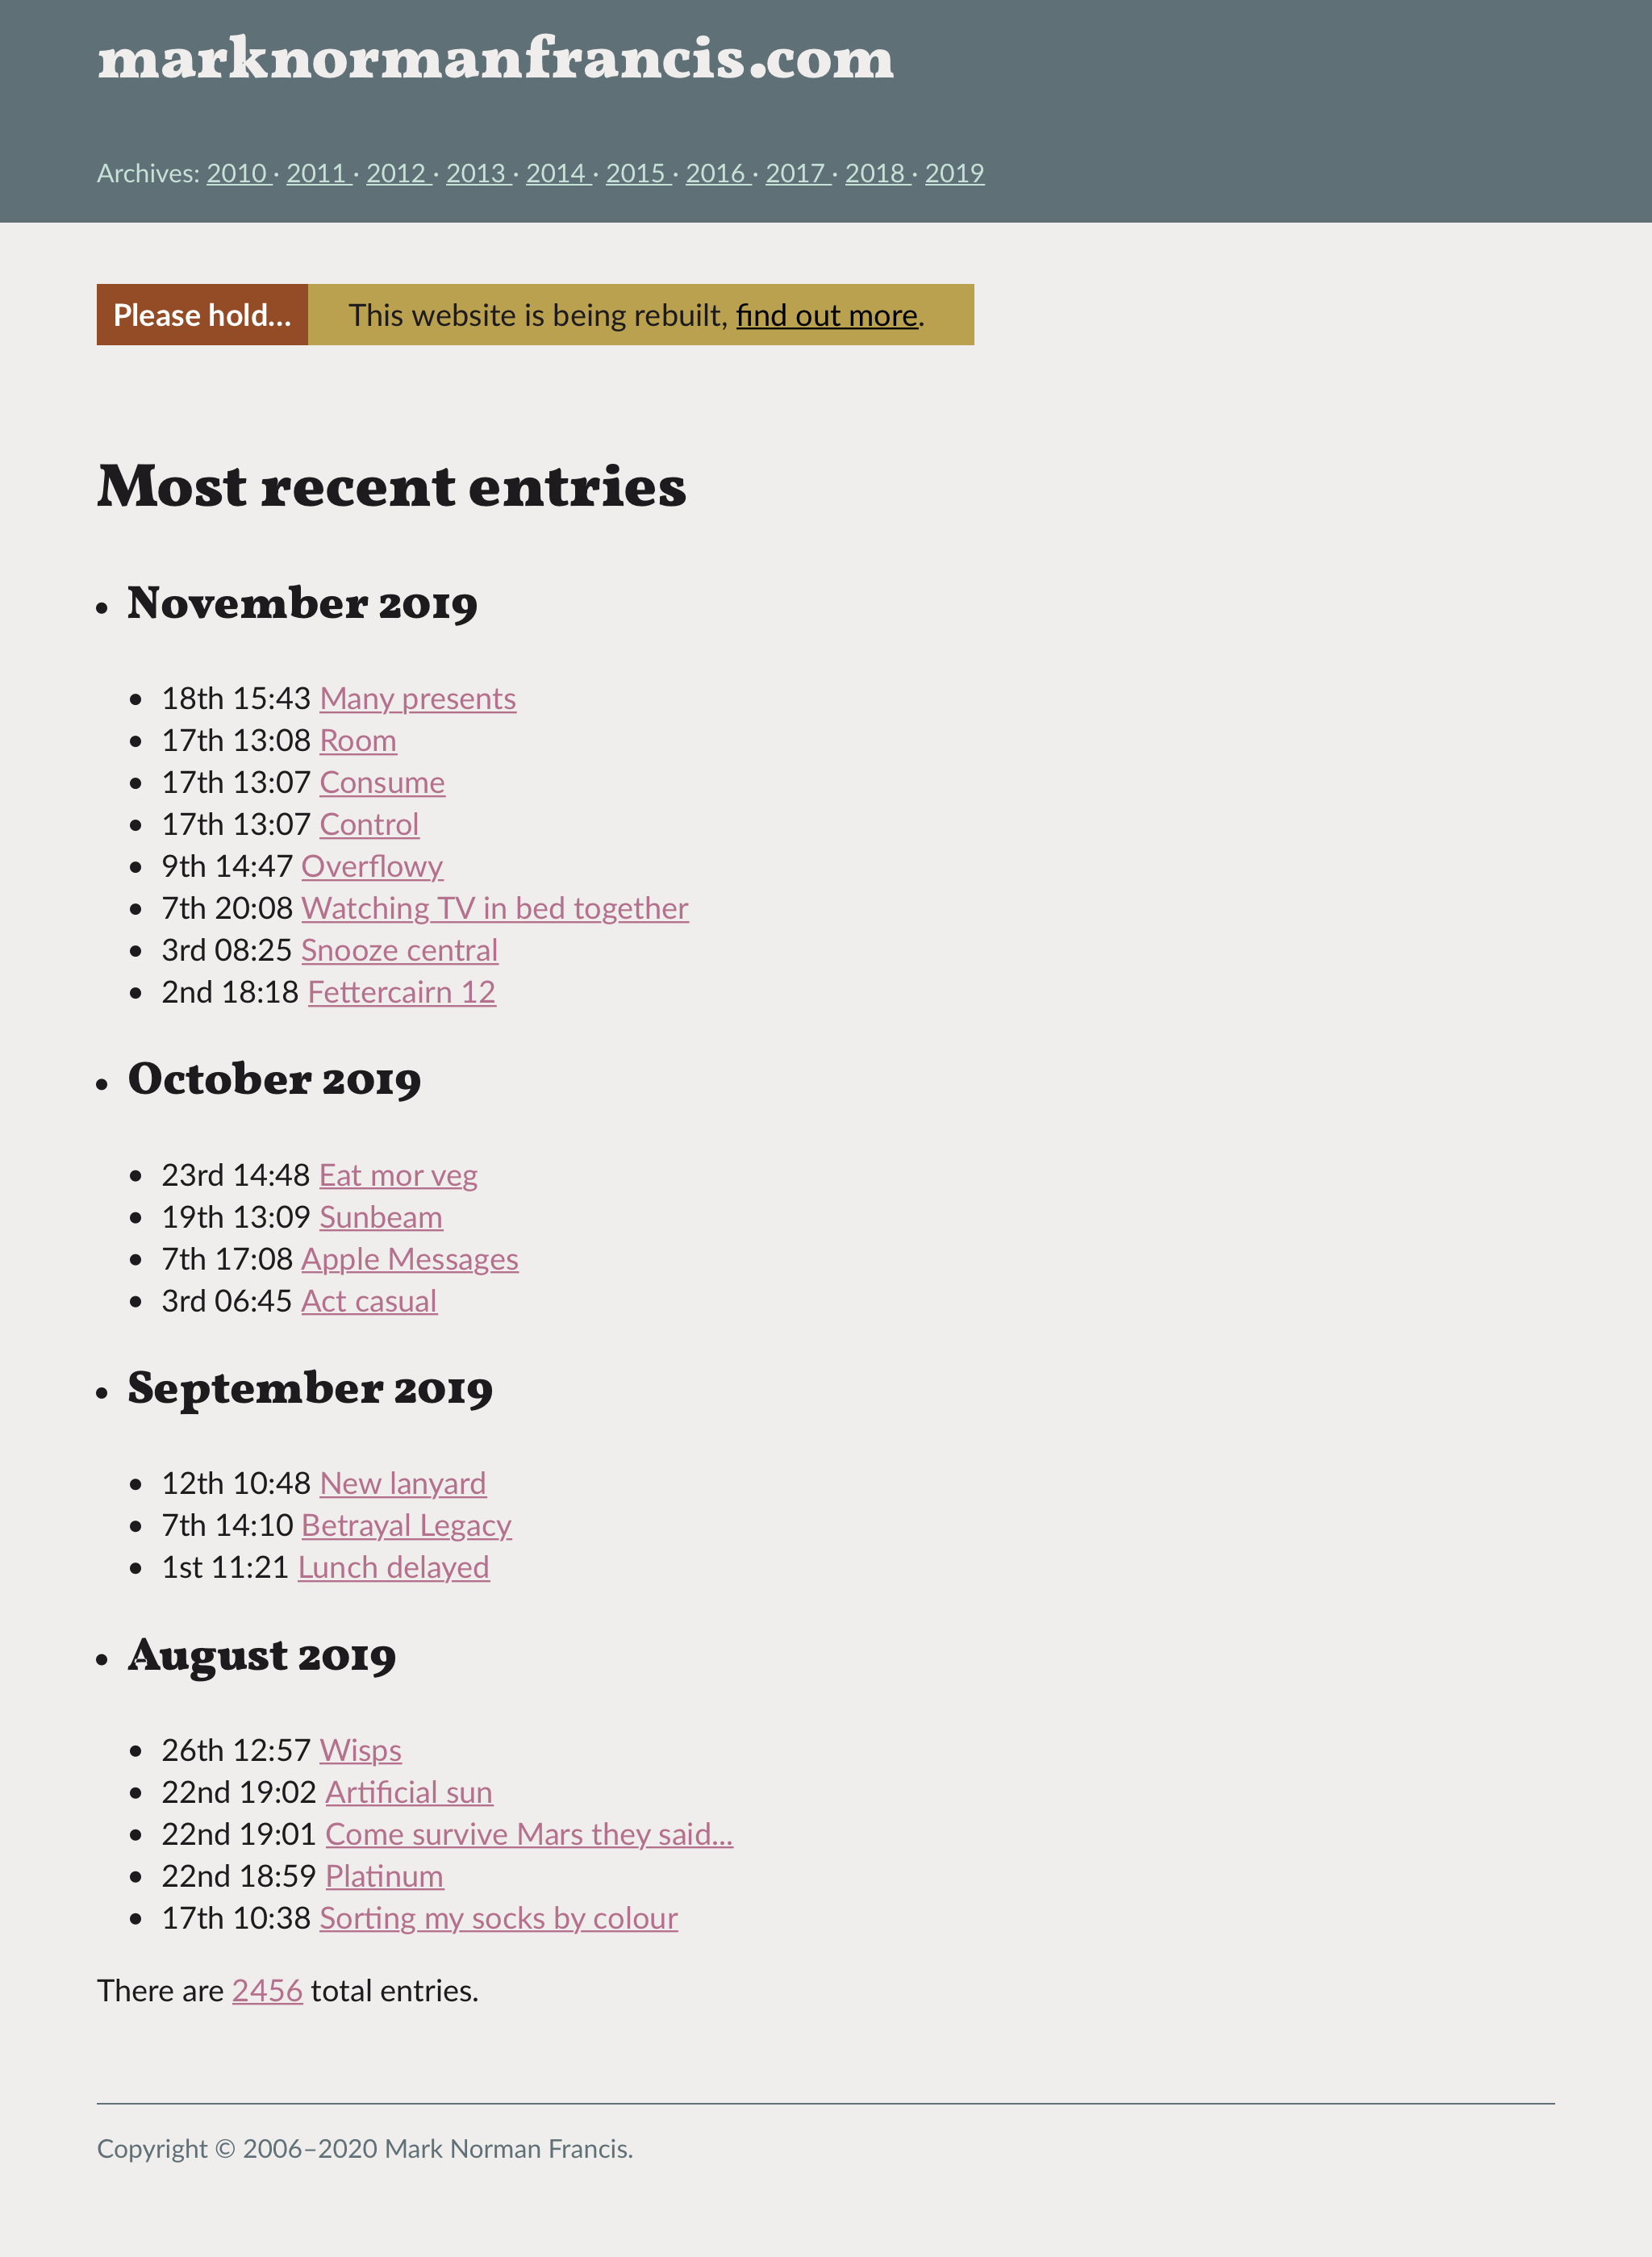 marknormanfrancis.com
Archives: 2010 · 2011 · 2012 · 2013 · 2014 · 2015 · 2016 · 2017 · 2018 · 2019
Please hold… This website is being rebuilt, find out more.
Most recent entries
• November 2019
• 18th 15:43 Many presents
• 17th 13:08 Room
• 17th 13:07 Consume
• 17th 13:07 Control
• 9th 14:47 Overflowy
• 7th 20:08 Watching TV in bed together
• 3rd 08:25 Snooze central
• 2nd 18:18 Fettercairn 12
• October 2019
• 23rd 14:48 Eat mor veg
• 19th 13:09 Sunbeam
• 7th 17:08 Apple Messages
• 3rd 06:45 Act casual
• September 2019
• 12th 10:48 New lanyard
• 7th 14:10 Betrayal Legacy
• 1st 11:21 Lunch delayed
• August 2019
• 26th 12:57 Wisps
• 22nd 19:02 Artificial sun
• 22nd 19:01 Come survive Mars they said…
• 22nd 18:59 Platinum
• 17th 10:38 Sorting my socks by colour
There are 2456 total entries.
Copyright © 2006–2020 Mark Norman Francis.